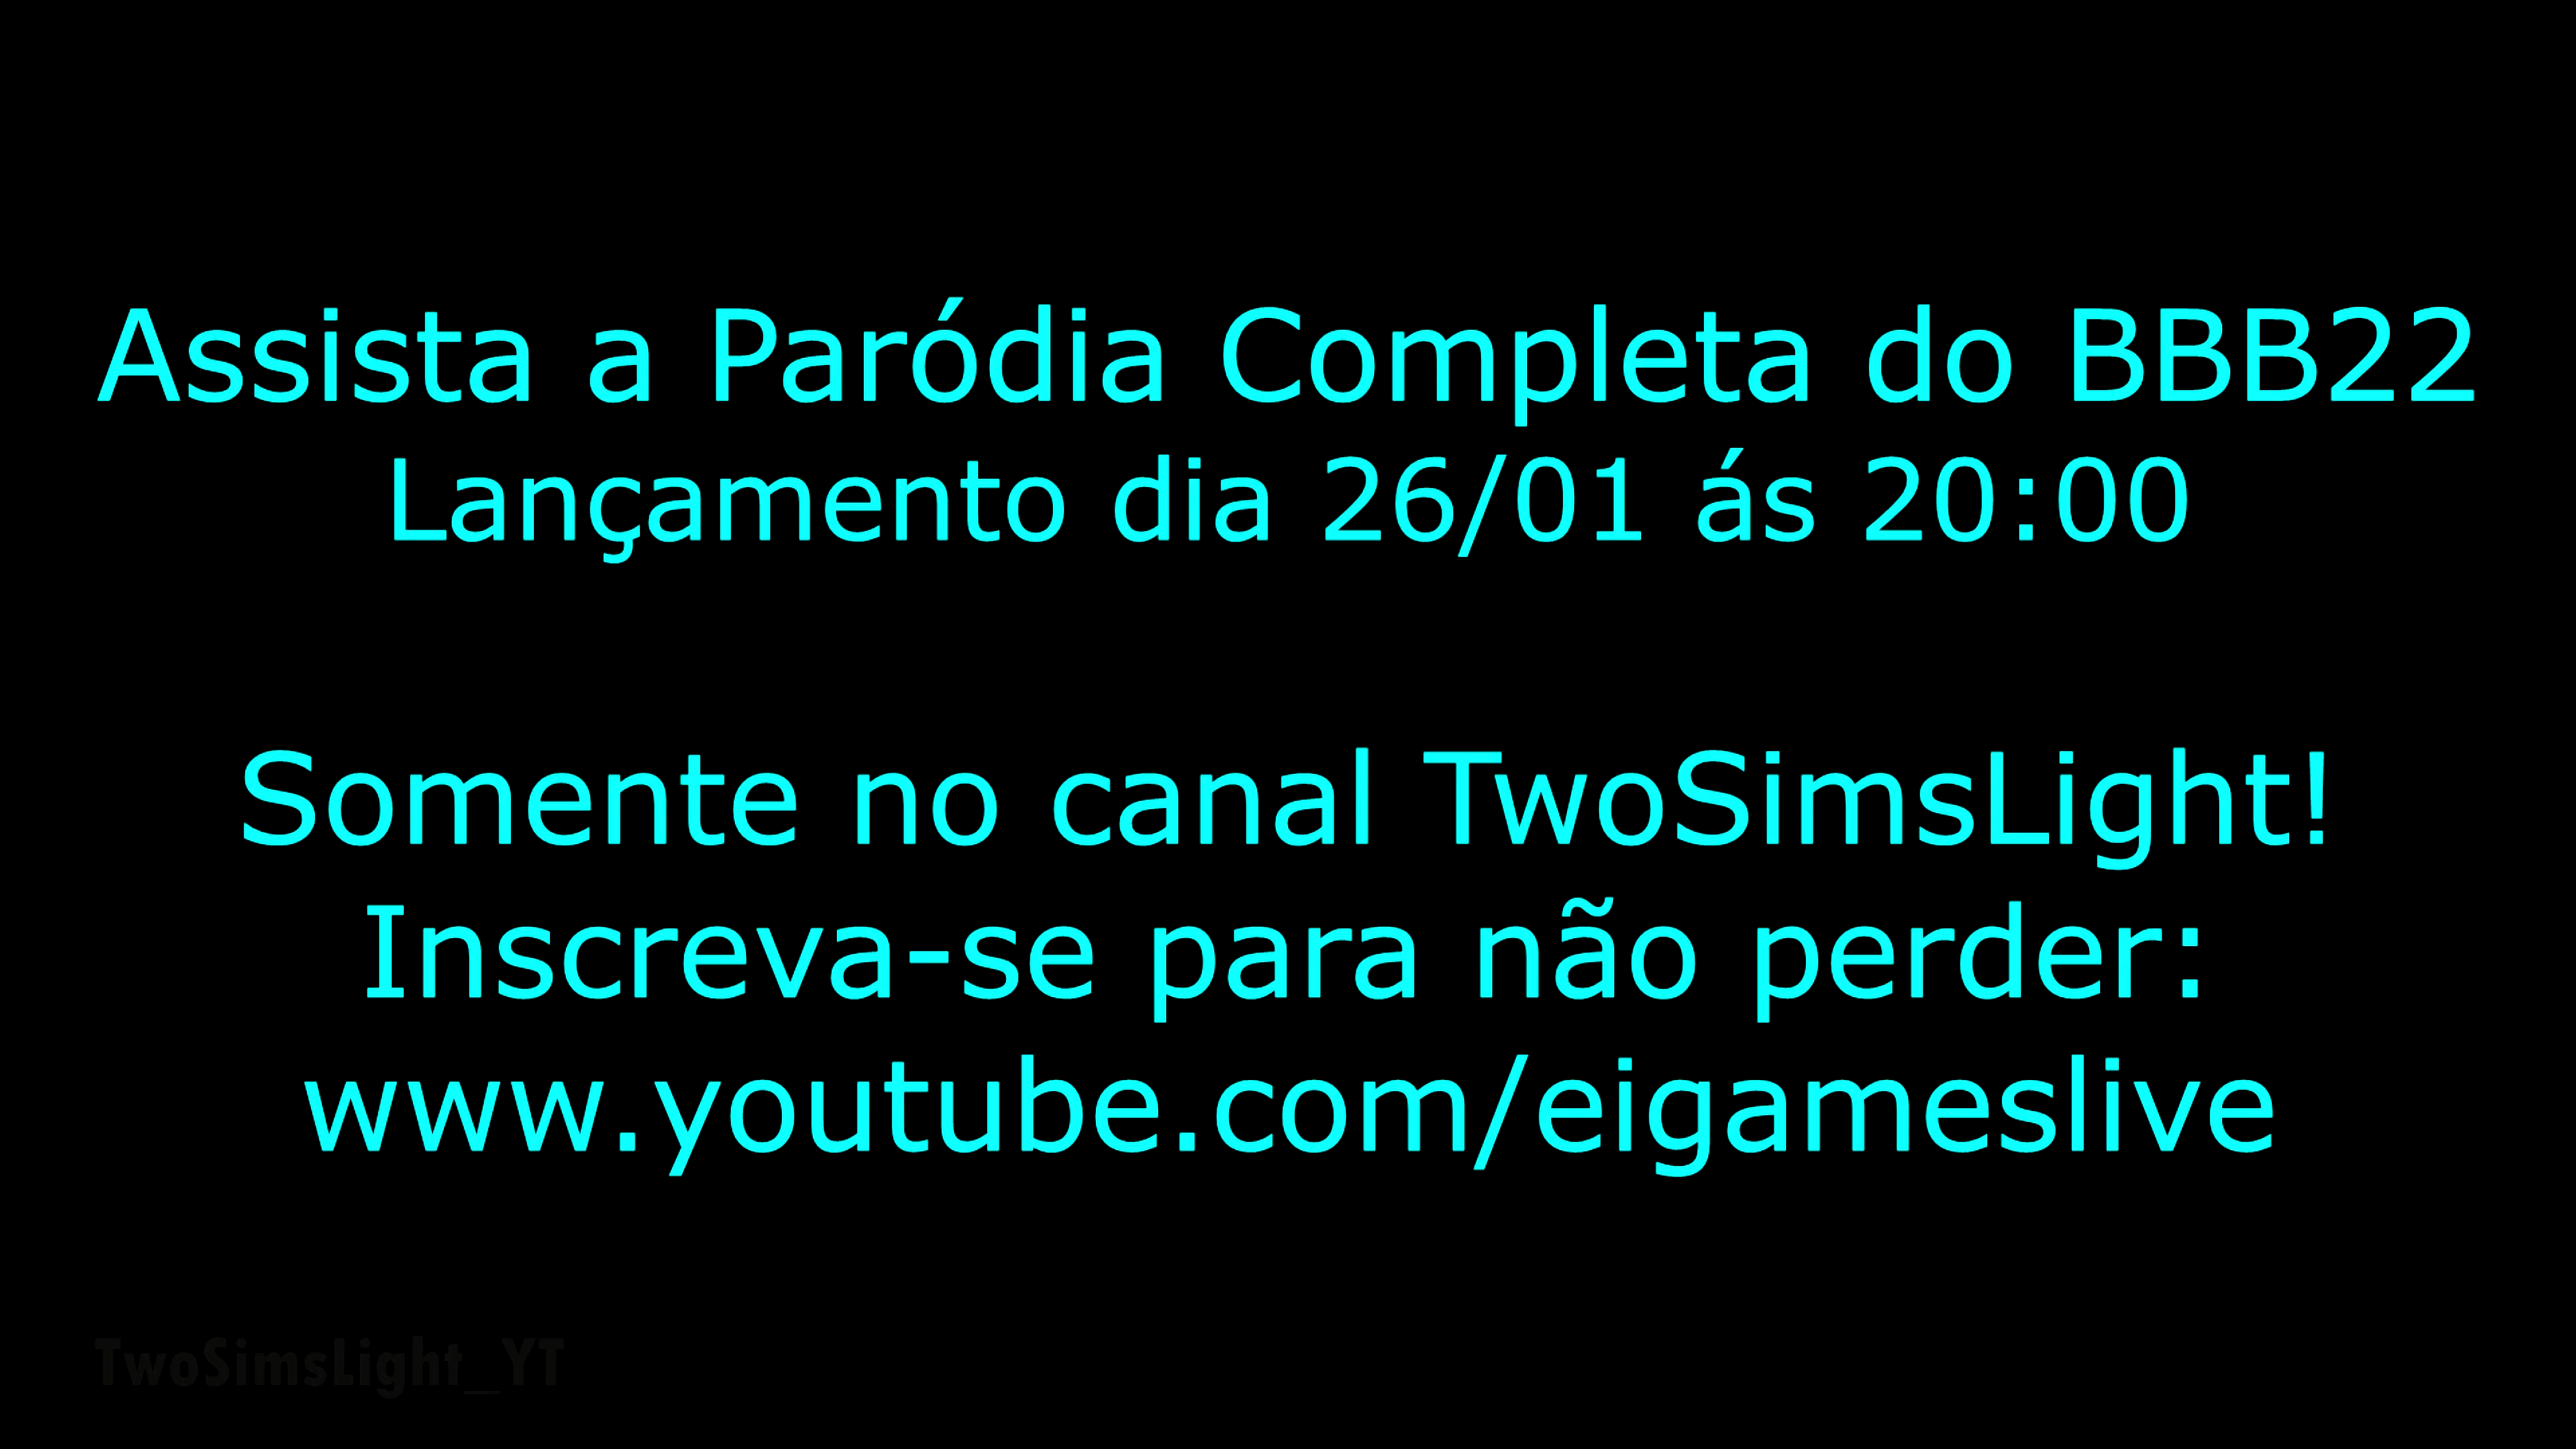 Assista a Paródia Completa do BBB22
Lançamento dia 26/01 ás 20:00
Somente no canal TwoSimsLight!
Inscreva-se para não perder:
www.youtube.com/eigameslive
TwoSimsLight_YT